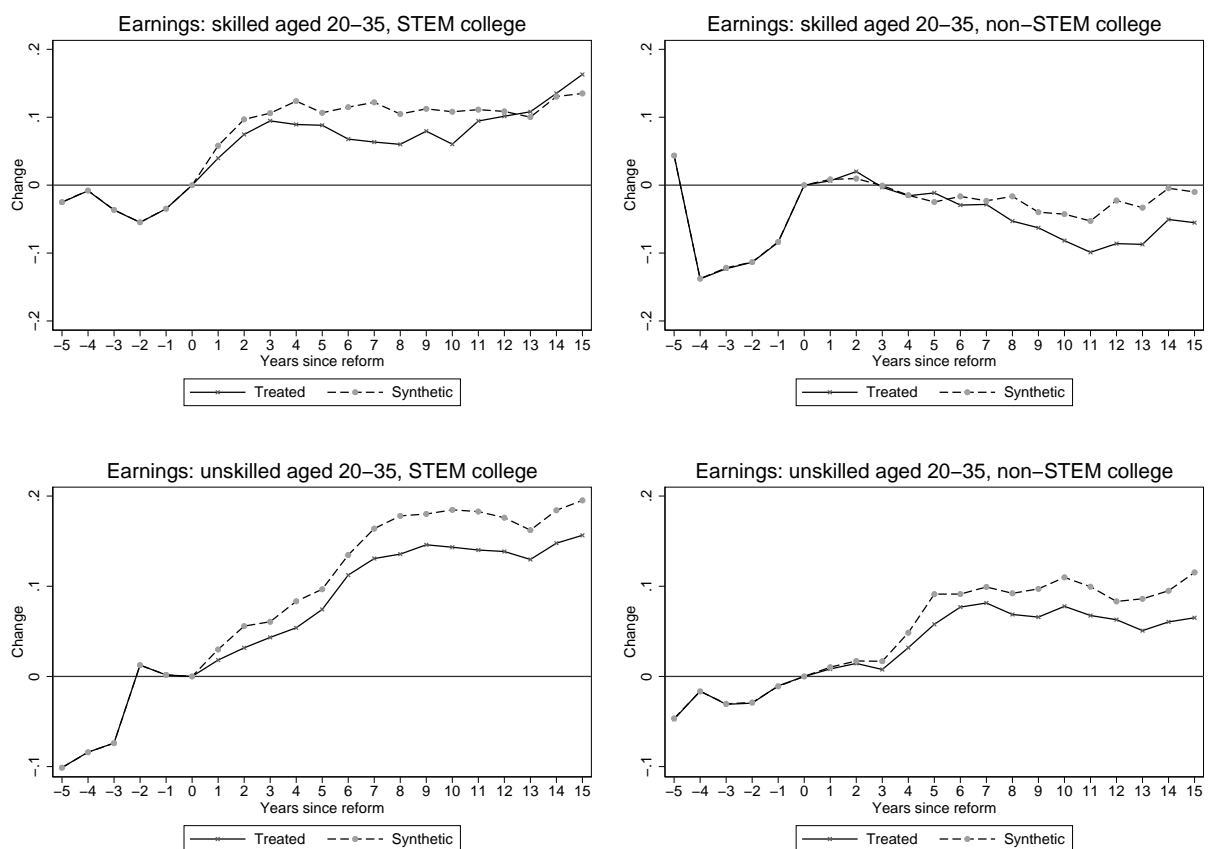 Earnings: skilled aged 20−35, STEM college
.2
.1
0
−.1
−.2
Change
−5 −4 −3 −2 −1 0 1 2 3 4 5 6 7 8 9 10 11 12 13 14 15
Years since reform
Treated Synthetic
Earnings: skilled aged 20−35, non−STEM college
.2
.1
0
−.1
−.2
Change
−5 −4 −3 −2 −1 0 1 2 3 4 5 6 7 8 9 10 11 12 13 14 15
Years since reform
Treated Synthetic
Earnings: unskilled aged 20−35, STEM college
.2
.1
0
−.1
Change
−5 −4 −3 −2 −1 0 1 2 3 4 5 6 7 8 9 10 11 12 13 14 15
Years since reform
Treated Synthetic
Earnings: unskilled aged 20−35, non−STEM college
.2
.1
0
−.1
Change
−5 −4 −3 −2 −1 0 1 2 3 4 5 6 7 8 9 10 11 12 13 14 15
Years since reform
Treated Synthetic